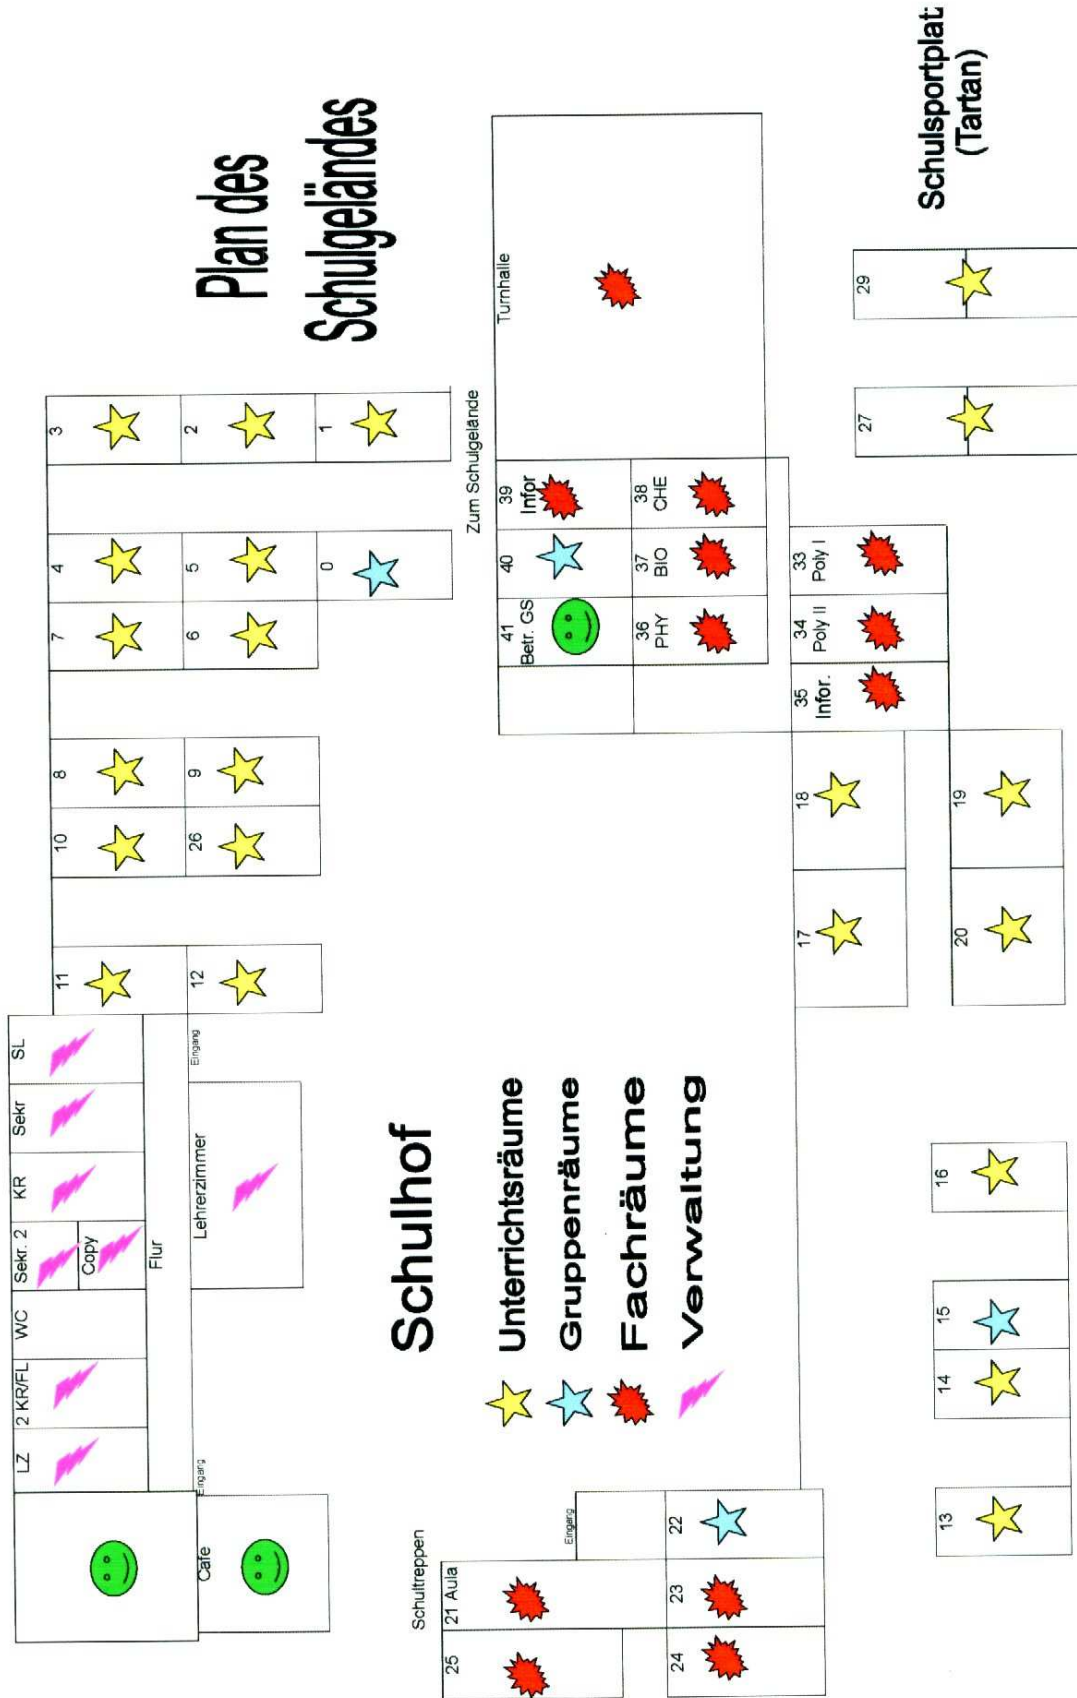 LZ
2 KR/FL
WC
Sekr. 2
KR
Sekr
SL
Copy
Flur
Cafe
Eingang
Lehrerzimmer
Eingang
11
10
8
7
4
3
12
26
9
6
5
2
0
1
Plan des
Schulgeländes
Schulhof
Unterrichtsräume
Gruppenräume
Fachräume
Verwaltung
Schultreppen
25
21 Aula
Eingang
24
23
22
Zum Schulgelände
41
Betr. GS
40
39
Infor
Turnhalle
36
PHY
37
BIO
38
CHE
17
18
35
Infor.
34
Poly II
33
Poly I
27
29
Schulsportplat
(Tartan)
13
14
15
16
20
19